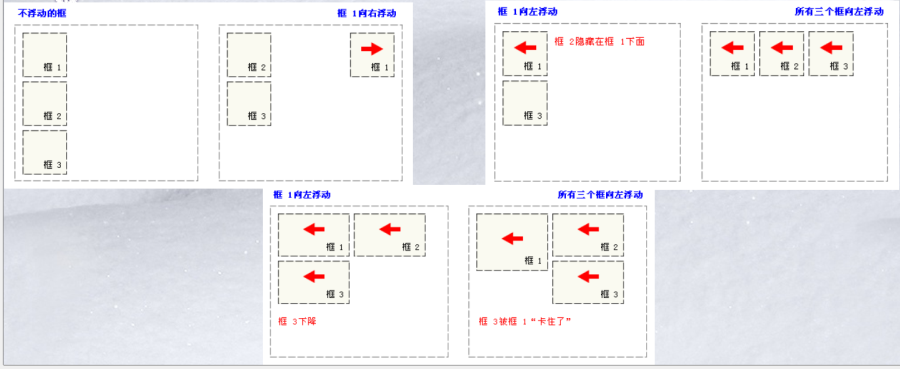 不浮动的框
框 1向右浮动
框 1
框 2
框 3
框 2
框 1
框 3
框 1向左浮动
所有三个框向左浮动
框 2隐藏在框 1下面
框 1
框 3
框 1
框 2
框 3
框 1向左浮动
所有三个框向左浮动
框 1
框 2
框 3
框 3下降
框 1
框 2
框 3
框 3被框 1“卡住了”